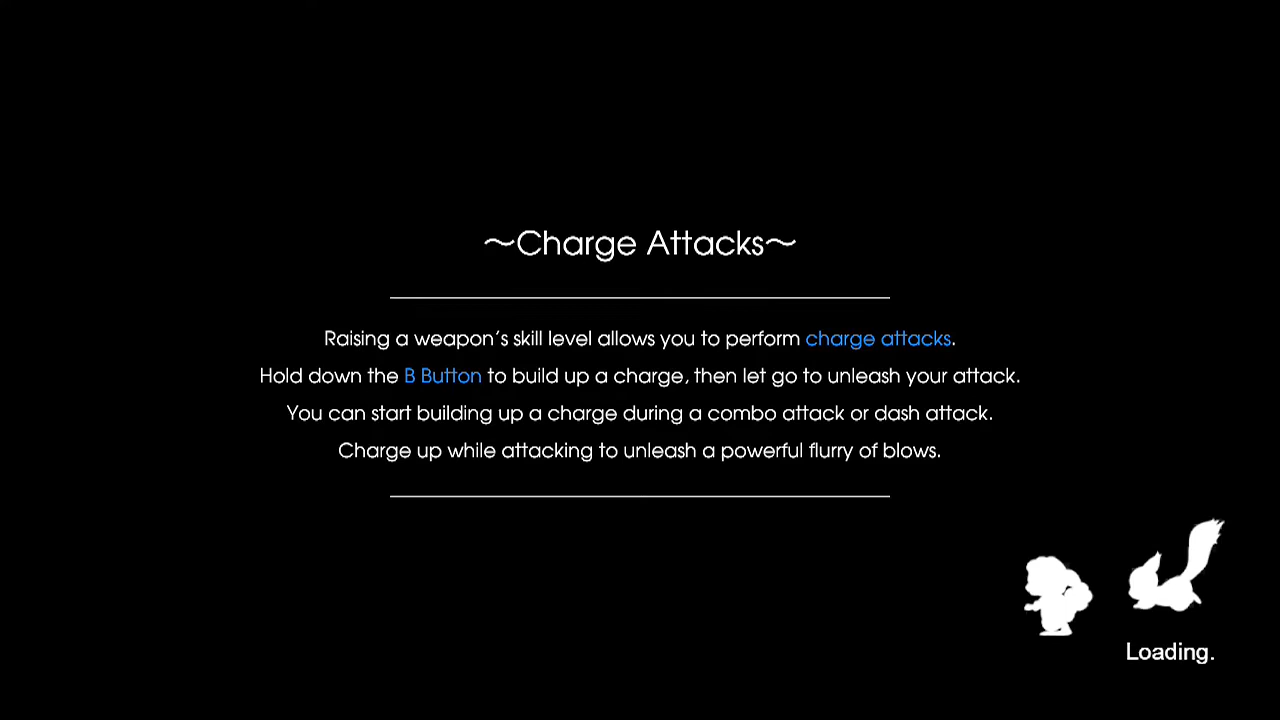 ～Charge Attacks～
Raising a weapon's skill level allows you to perform charge attacks.
Hold down the B Button to build up a charge, then let go to unleash your attack.
You can start building up a charge during a combo attack or dash attack.
Charge up while attacking to unleash a powerful flurry of blows.
Loading.